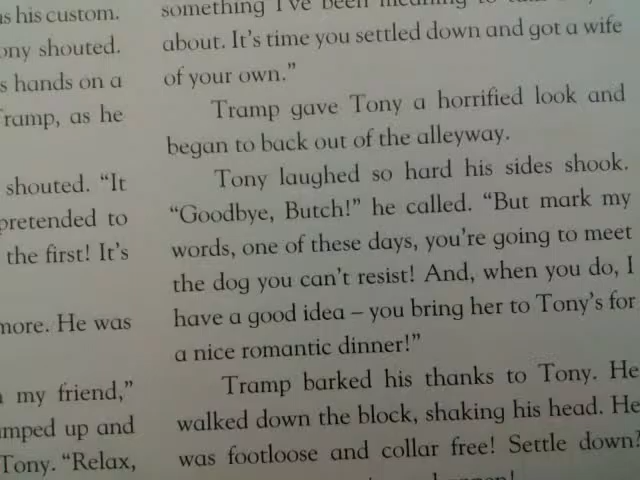 as his custom.
ony shouted.
s hands on a
Tramp, as he
shouted. "It
pretended to
the first! It's
more. He was
my friend,"
mped up and
Tony. "Relax,
something I've been meaning to
about. It's time you settled down and got a wife
of your own."
Tramp gave Tony a horrified look and
began to back out of the alleyway.
Tony laughed so hard his sides shook.
"Goodbye, Butch!" he called. "But mark my
words, one of these days, you're going to meet
the dog you can't resist! And, when you do, I
have a good idea – you bring her to Tony's for
a nice romantic dinner!"
Tramp barked his thanks to Tony. He
walked down the block, shaking his head. He
was footloose and collar free! Settle down?